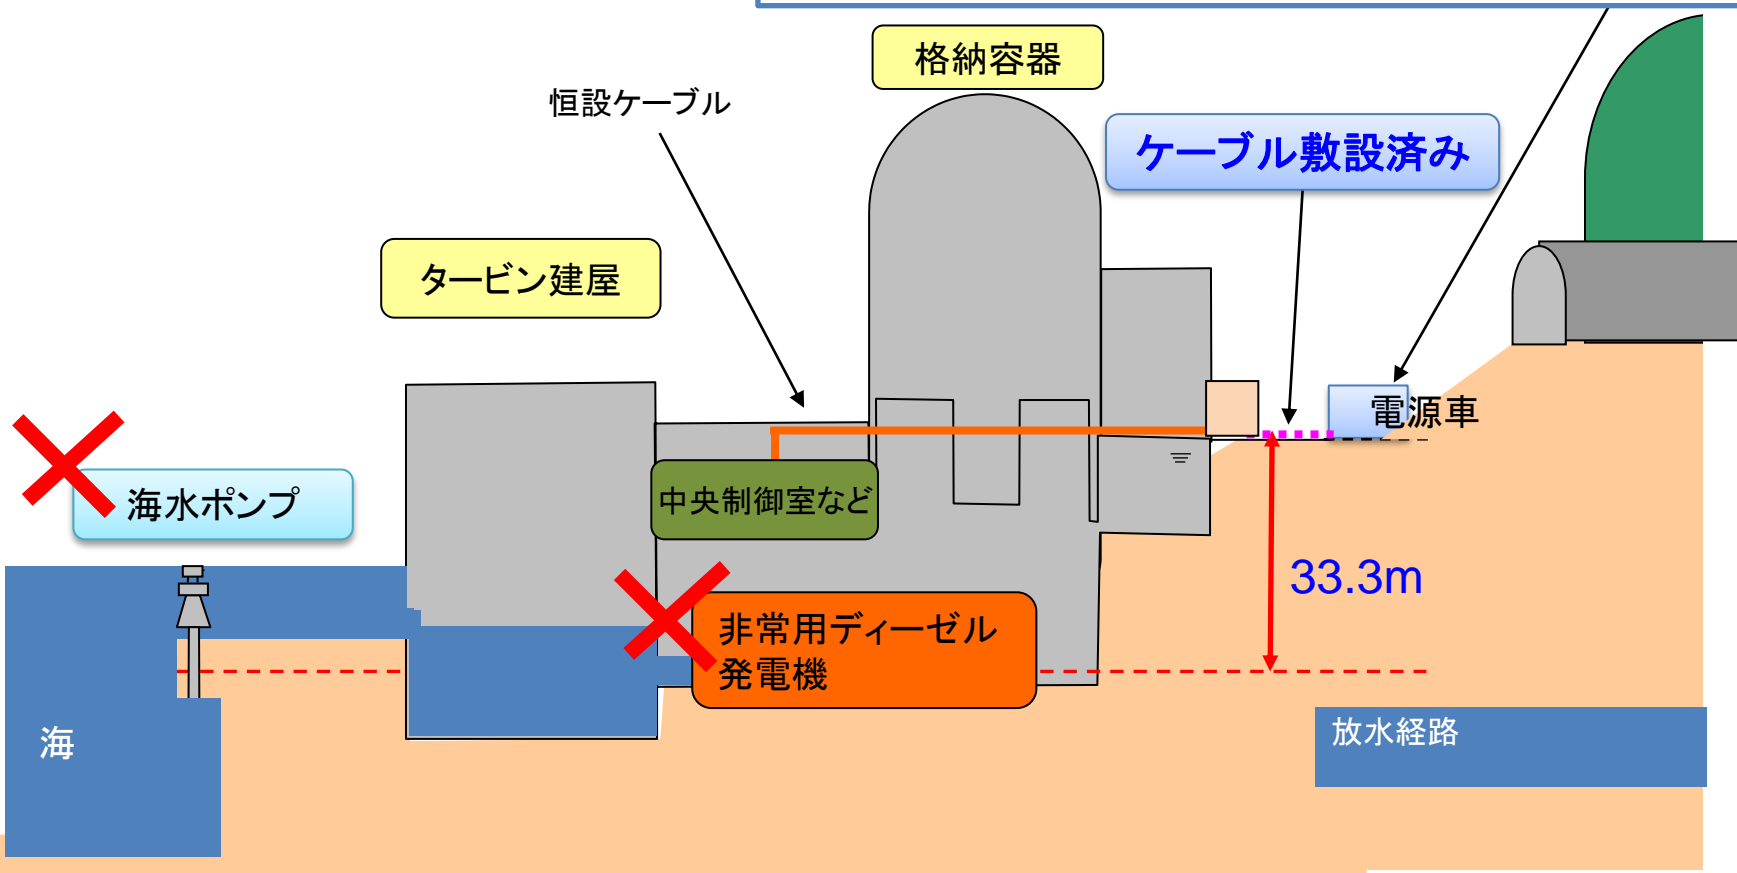 格納容器
恒設ケーブル
ケーブル敷設済み
タービン建屋
電源車
海水ポンプ
中央制御室など
33.3m
非常用ディーゼル
発電機
海
放水経路